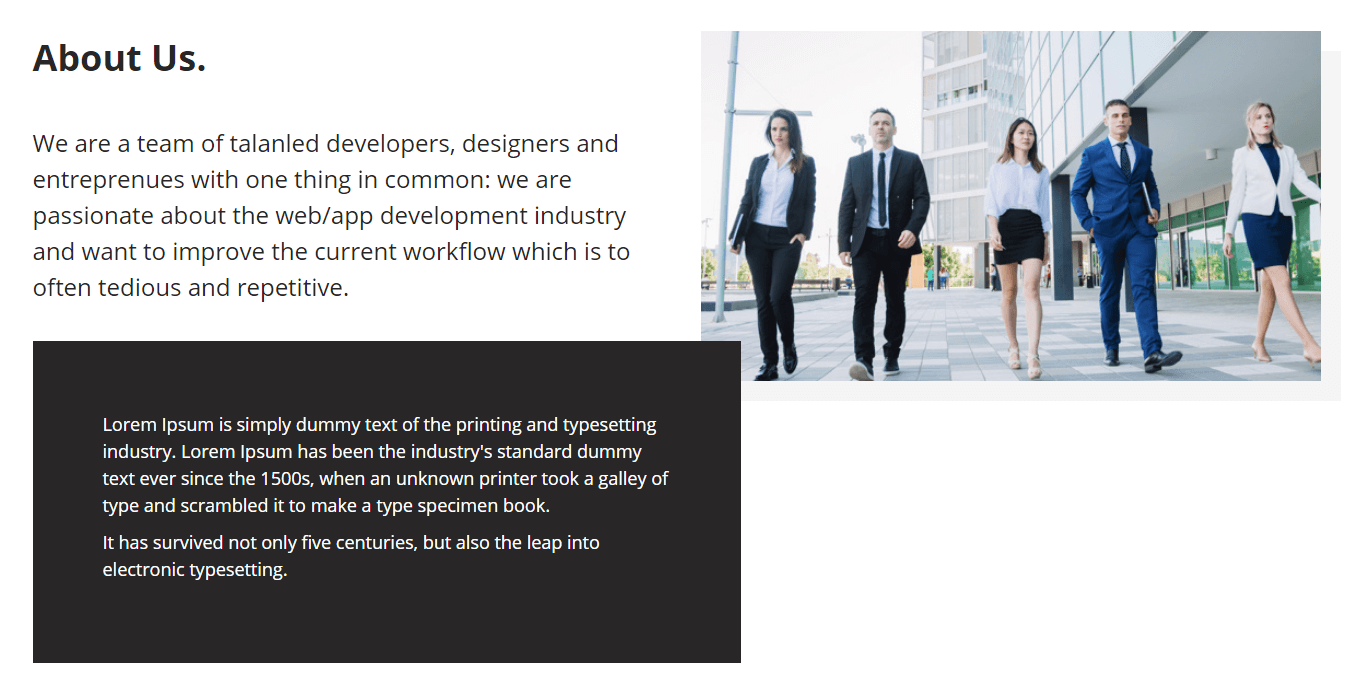 About Us.
We are a team of talanled developers, designers and
entreprenues with one thing in common: we are
passionate about the web/app development industry
and want to improve the current workflow which is to
often tedious and repetitive.
Lorem Ipsum is simply dummy text of the printing and typesetting
industry. Lorem Ipsum has been the industry's standard dummy
text ever since the 1500s, when an unknown printer took a galley of
type and scrambled it to make a type specimen book.
It has survived not only five centuries, but also the leap into
electronic typesetting.